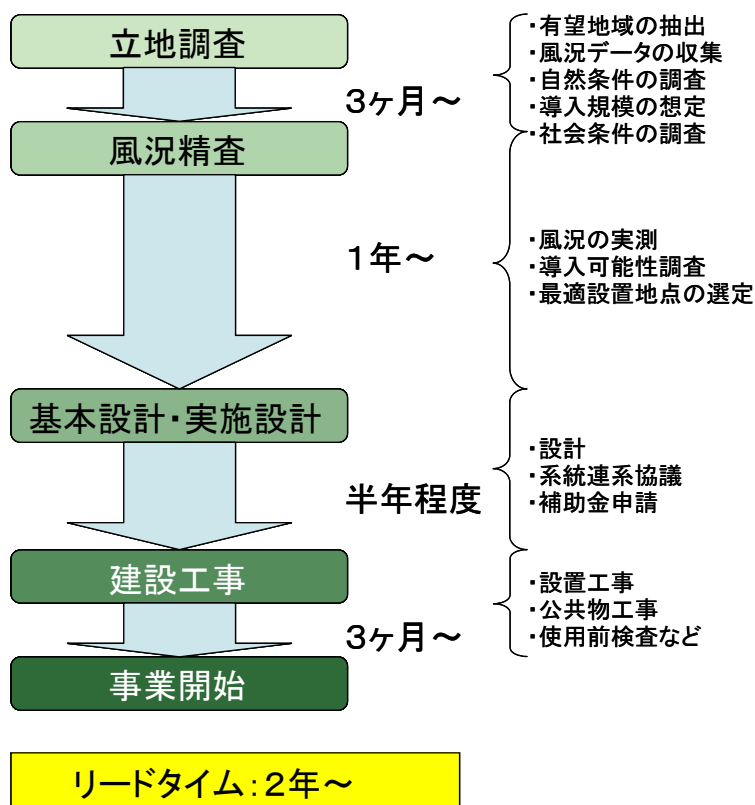 立地調査
3ヶ月～
・有望地域の抽出
・風況データの収集
・自然条件の調査
・導入規模の想定
・社会条件の調査
風況精査
1年～
・風況の実測
・導入可能性調査
・最適設置地点の選定
基本設計・実施設計
半年程度
・設計
・系統連系協議
・補助金申請
建設工事
3ヶ月～
・設置工事
・公共物工事
・使用前検査など
事業開始
リードタイム：2年～